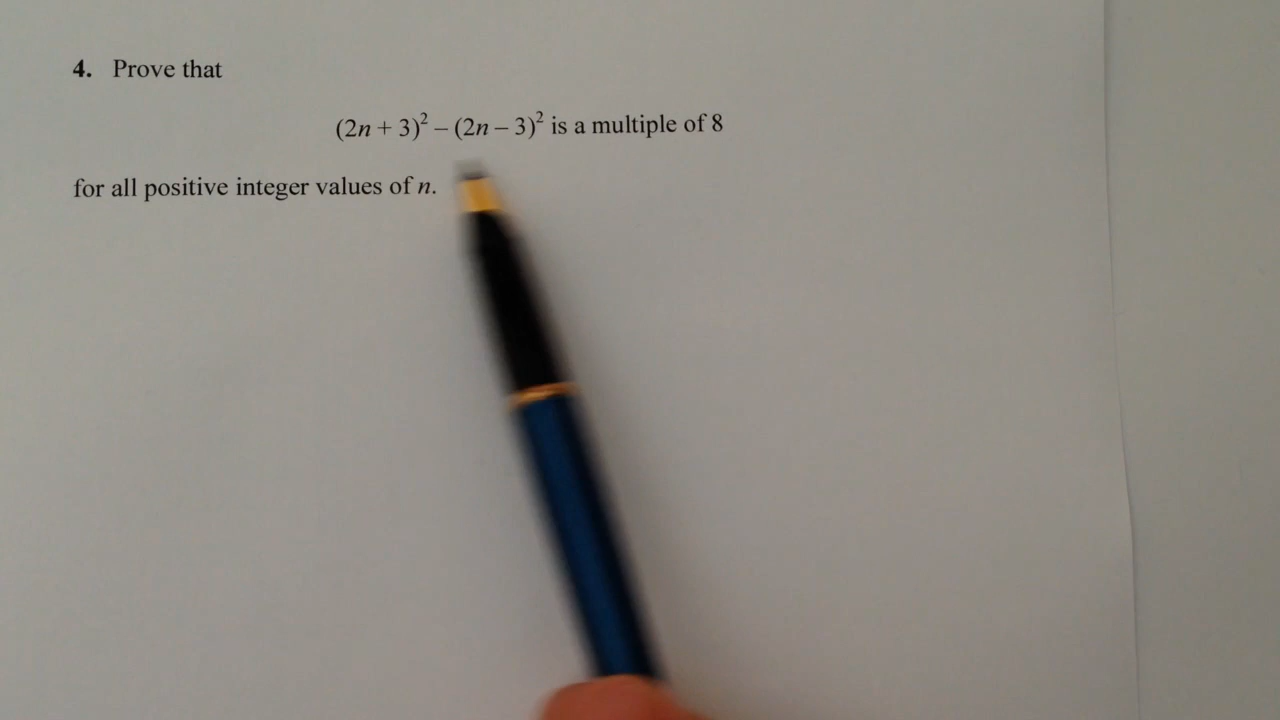 4. Prove that
(2n + 3)² – (2n – 3)² is a multiple of 8
for all positive integer values of n.